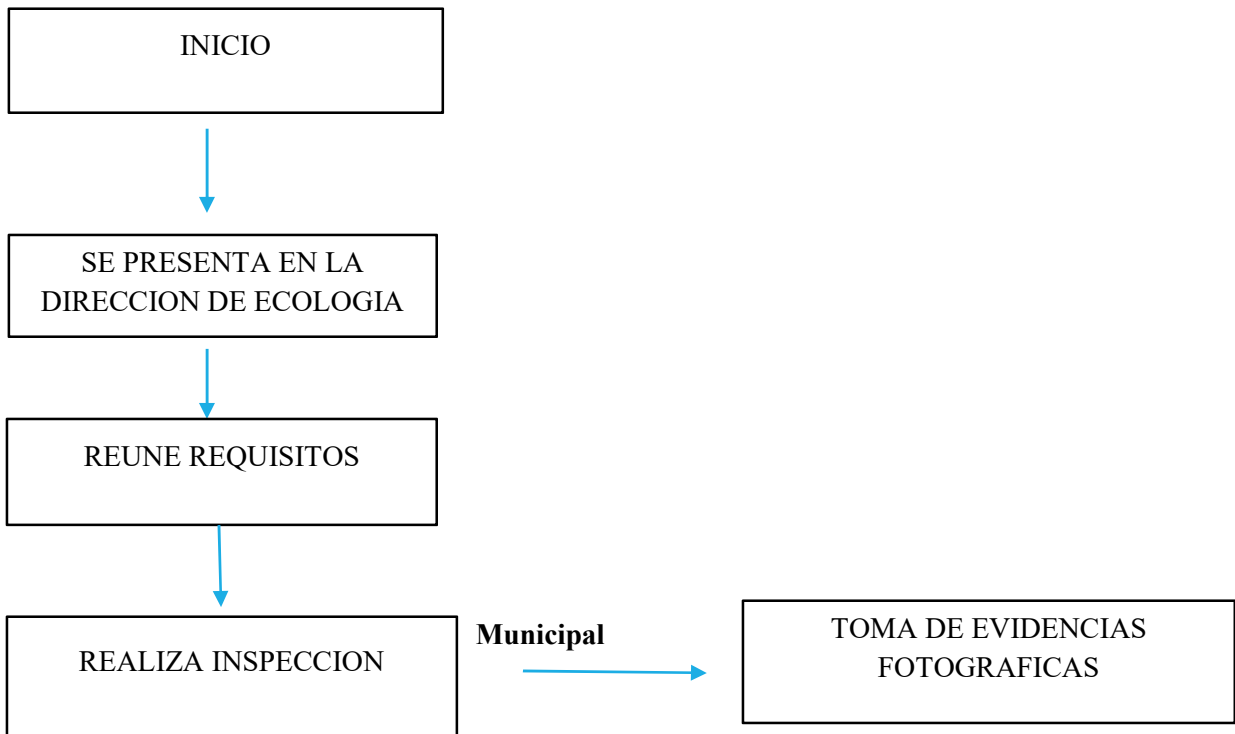 INICIO
SE PRESENTA EN LA
DIRECCION DE ECOLOGIA
REUNE REQUISITOS
REALIZA INSPECCION
Municipal
TOMA DE EVIDENCIAS
FOTOGRAFICAS